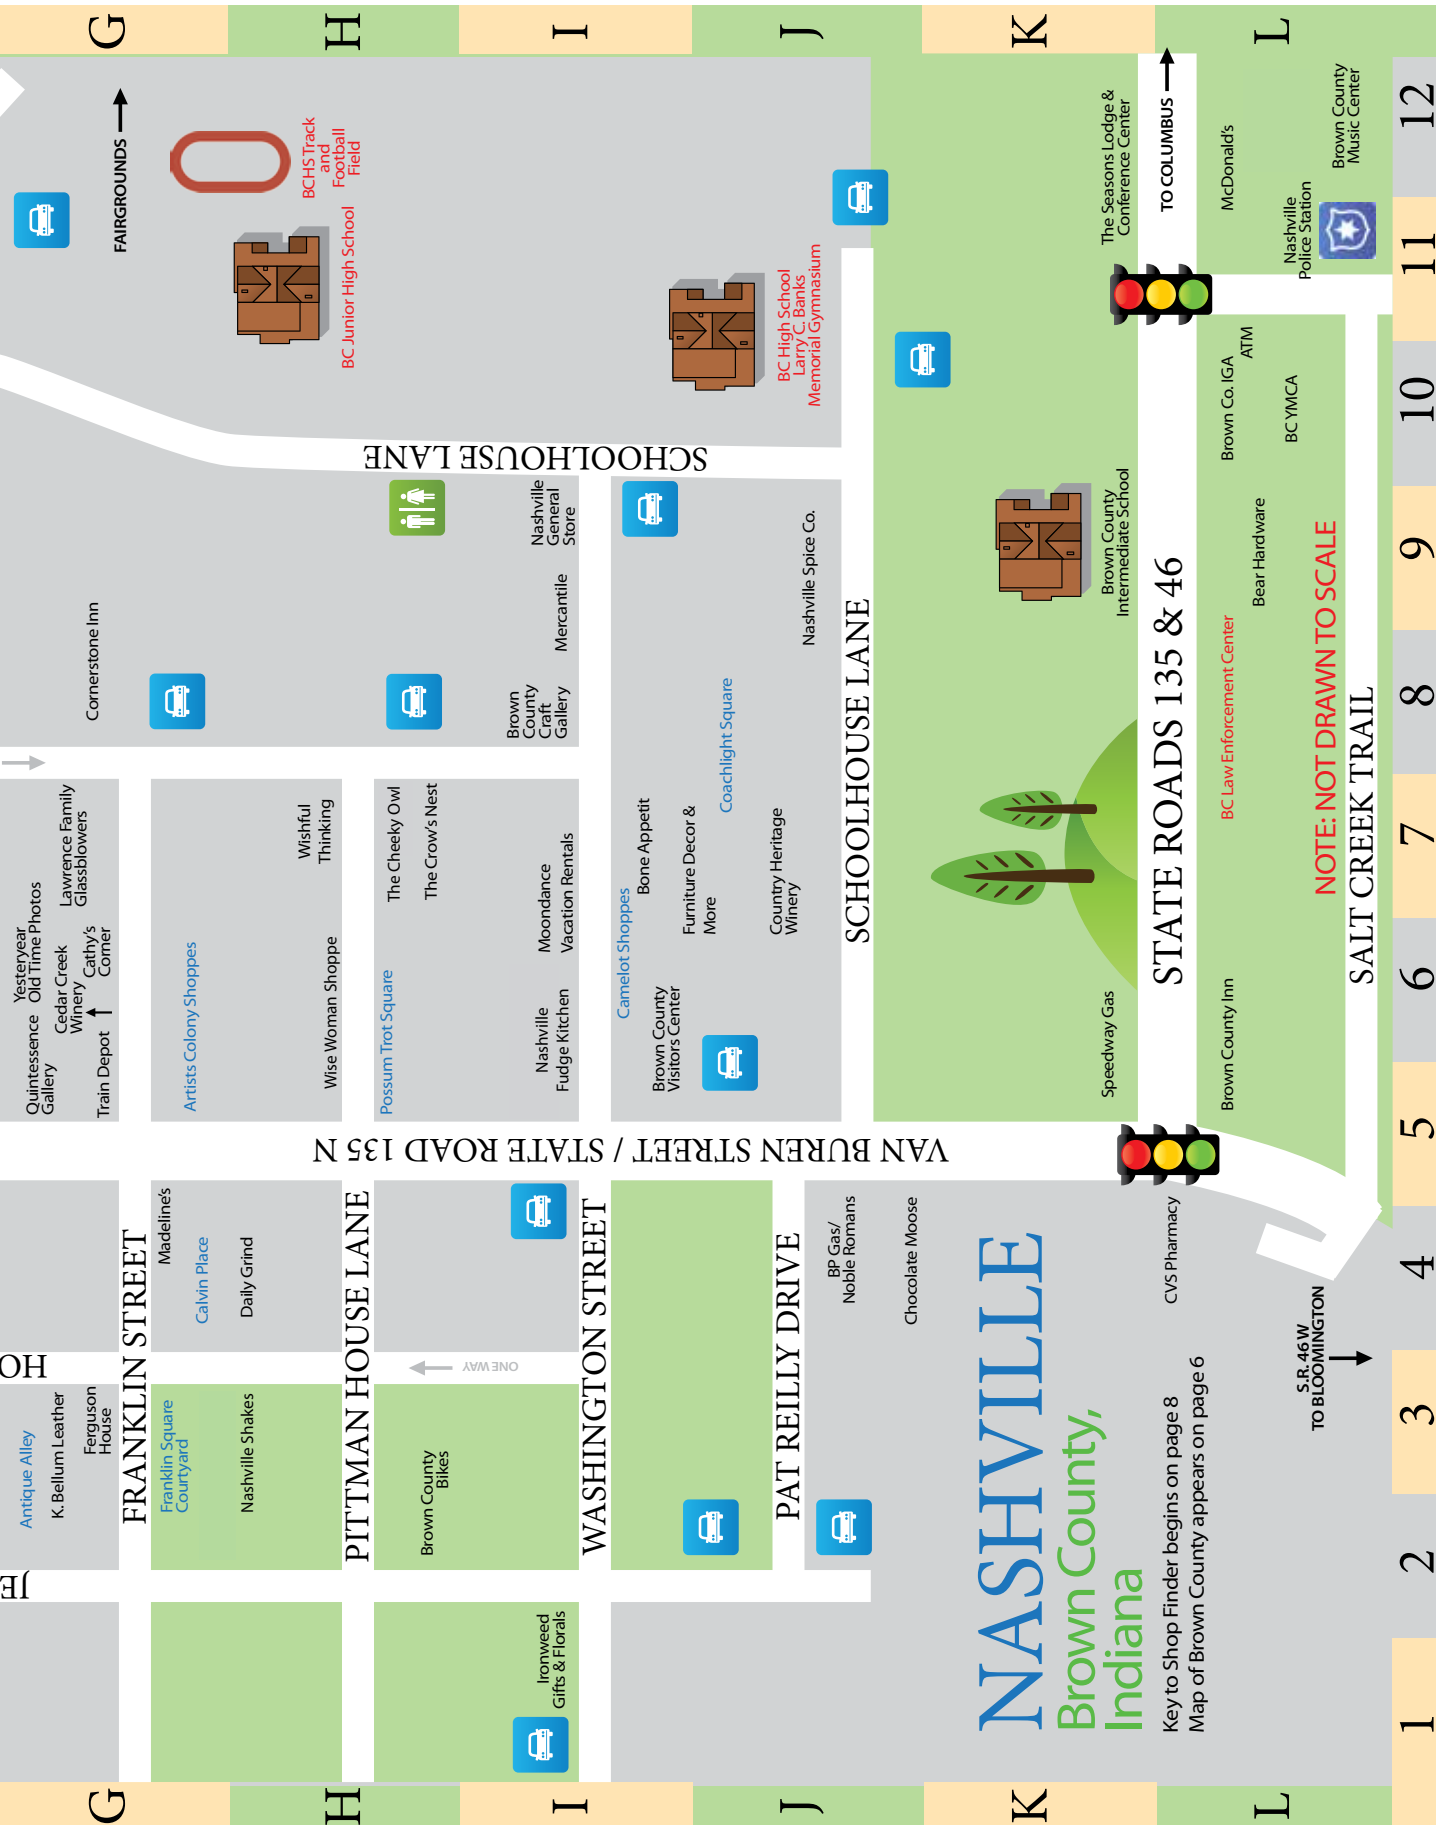 G
H
I
J
K
L
12
11
10
9
8
7
6
5
4
3
2
1
FAIRGROUNDS
BCHS Track
and
Football
Field
BC Junior High School
BC High School
Larry C. Banks
Memorial Gymnasium
The Seasons Lodge &
Conference Center
TO COLUMBUS
McDonald's
Brown County
Music Center
Nashville
Police Station
ATM
Brown Co. IGA
BC YMCA
SCHOOLHOUSE LANE
Nashville
General
Store
Mercantile
Brown
County
Craft
Gallery
Cornerstone Inn
Nashville Spice Co.
Coachlight Square
SCHOOLHOUSE LANE
Brown County
Intermediate School
STATE ROADS 135 & 46
Bear Hardware
BC Law Enforcement Center
NOTE: NOT DRAWN TO SCALE
SALT CREEK TRAIL
Lawrence Family
Glassblowers
Yesteryear
Old Time Photos
Cedar Creek
Winery
Cathy's
Corner
Quintessence
Gallery
Train Depot
Artists Colony Shoppes
Wishful
Thinking
Wise Woman Shoppe
The Cheeky Owl
The Crow's Nest
Possum Trot Square
Moondance
Vacation Rentals
Nashville
Fudge Kitchen
Camelot Shoppes
Bone Appetit
Furniture Decor &
More
Country Heritage
Winery
Brown County
Visitors Center
Speedway Gas
Brown County Inn
VAN BUREN STREET / STATE ROAD 135 N
FRANKLIN STREET
Madeline's
Calvin Place
Daily Grind
PITTMAN HOUSE LANE
WASHINGTON STREET
PAT REILLY DRIVE
BP Gas/
Noble Romans
Chocolate Moose
CVS Pharmacy
S.R. 46 W
TO BLOOMINGTON
HO
ONE WAY
Antique Alley
K. Bellum Leather
Ferguson
House
Franklin Square
Courtyard
Nashville Shakes
Brown County
Bikes
JE
Ironweed
Gifts & Florals
NASHVILLE
Brown County,
Indiana
Key to Shop Finder begins on page 8
Map of Brown County appears on page 6
G
H
I
J
K
L